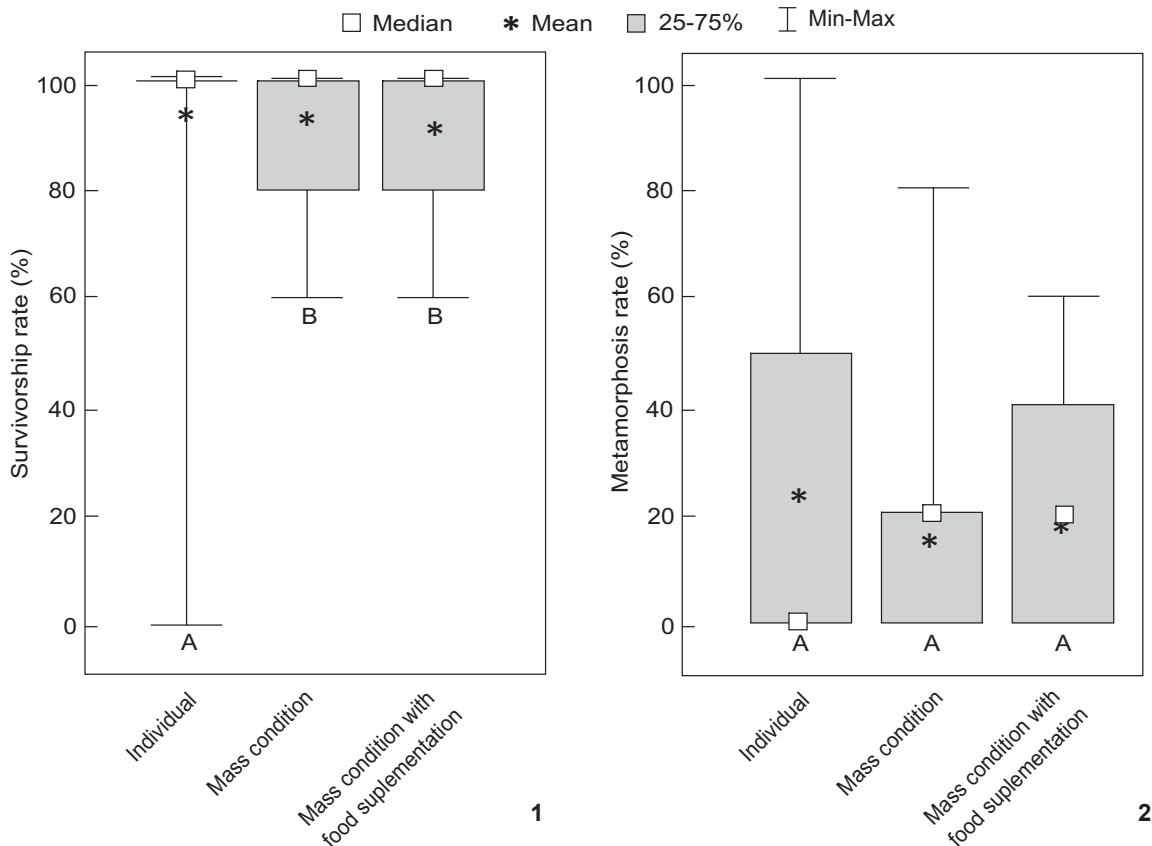 Median * Mean 25-75% Min-Max
Survivorship rate (%)
100
80
60
40
20
0
A
B
B
Individual
Mass condition
Mass condition with
food suplementation
1
Metamorphosis rate (%)
100
80
60
40
20
0
A
A
A
Individual
Mass condition
Mass condition with
food suplementation
2